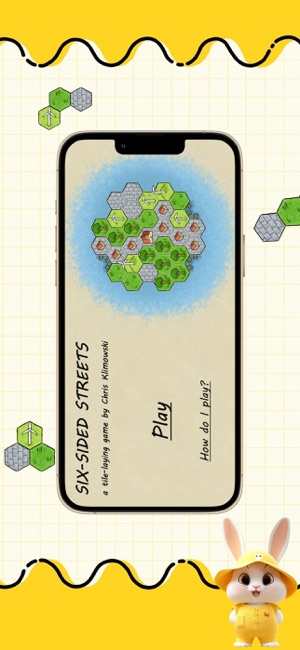 SIX-SIDED STREETS
a tile-laying game by Chris Klimowski
Play
How do I play?